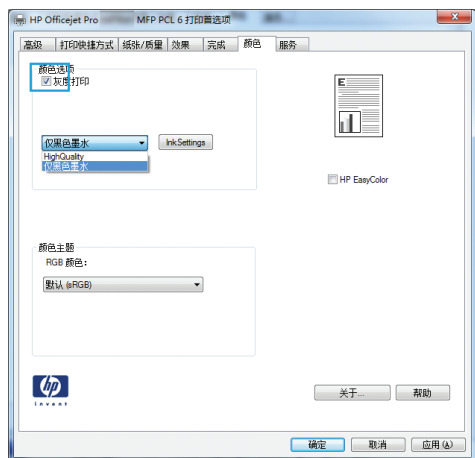 HP Officejet Pro MFP PCL 6 打印首选项
高级 打印快捷方式 纸张/质量 效果 完成 颜色 服务
颜色选项
灰度打印
E
仅黑色墨水 InkSettings
HighQuality
仅黑色墨水
HP EasyColor
颜色主题
RGB 颜色：
默认 (sRGB)
hp
invent
关于... 帮助
确定 取消 应用(A)